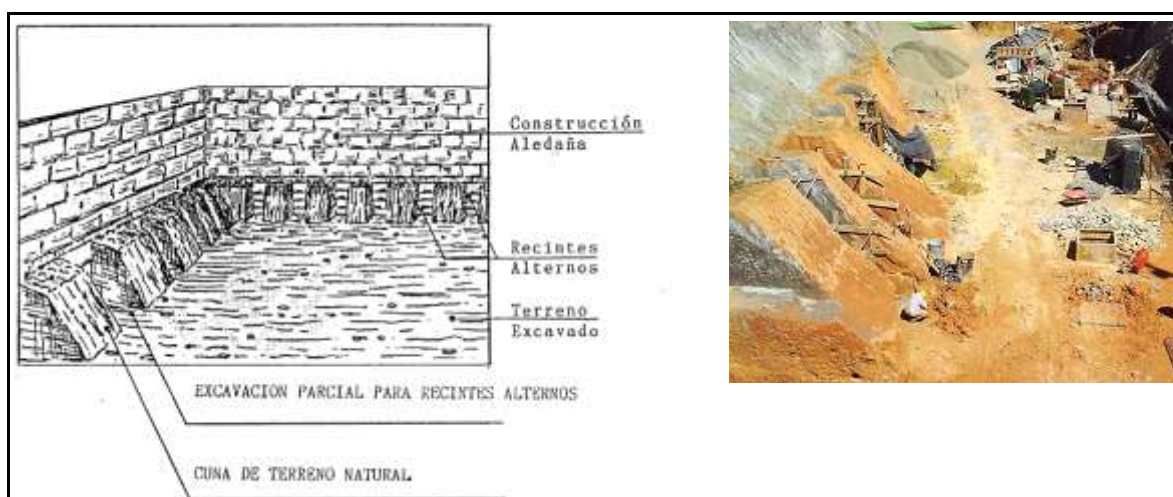 Construcción
Aledaña
Recintes
Alternos
Terreno
Excavado
EXCAVACION PARCIAL PARA RECINTES ALTERNOS
CUNA DE TERRENO NATURAL